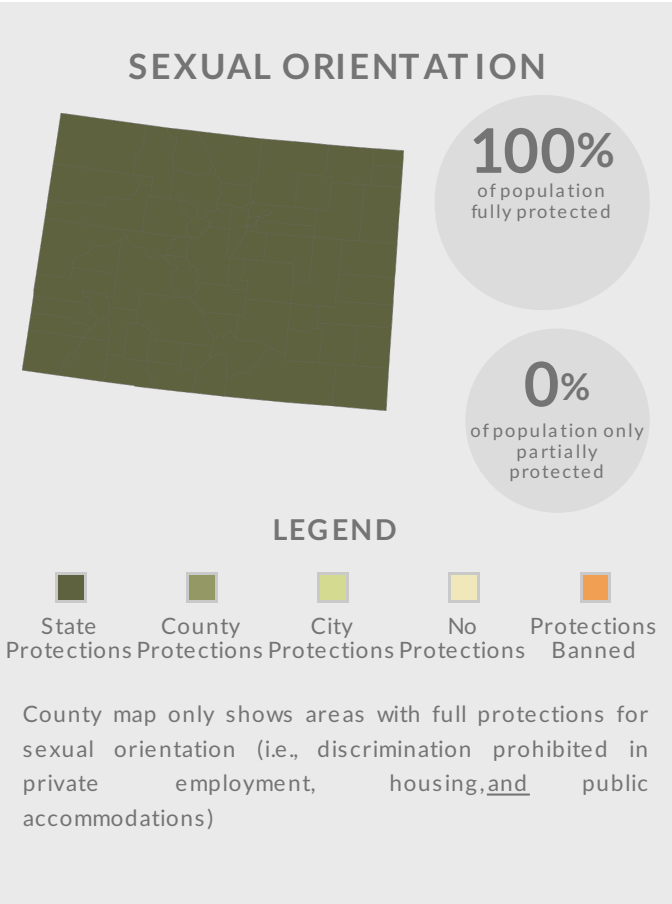 SEXUAL ORIENTATION
100%
of population
fully protected
0%
of population only
partially
protected
LEGEND
State
Protections
County
Protections
City
Protections
No
Protections
Protections
Banned
County map only shows areas with full protections for
sexual orientation (i.e., discrimination prohibited in
private employment, housing,and public
accommodations)